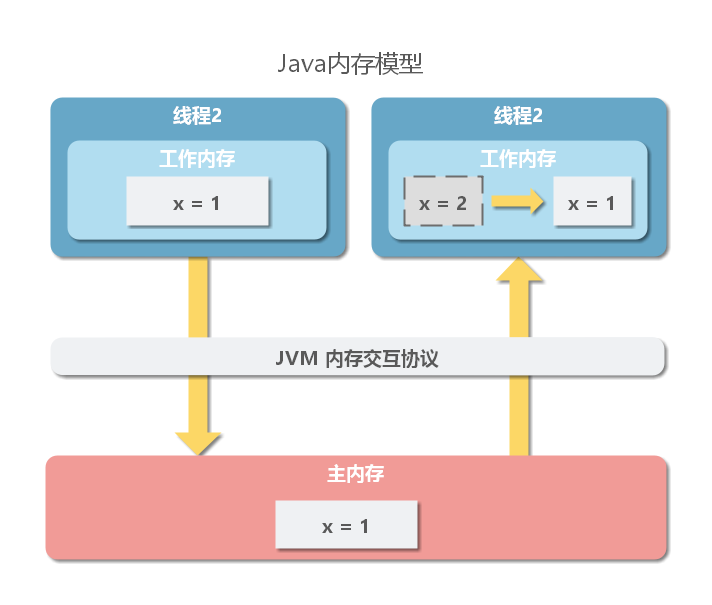 Java内存模型
线程2
工作内存
x = 1
线程2
工作内存
x = 2
x = 1
JVM 内存交互协议
主内存
x = 1